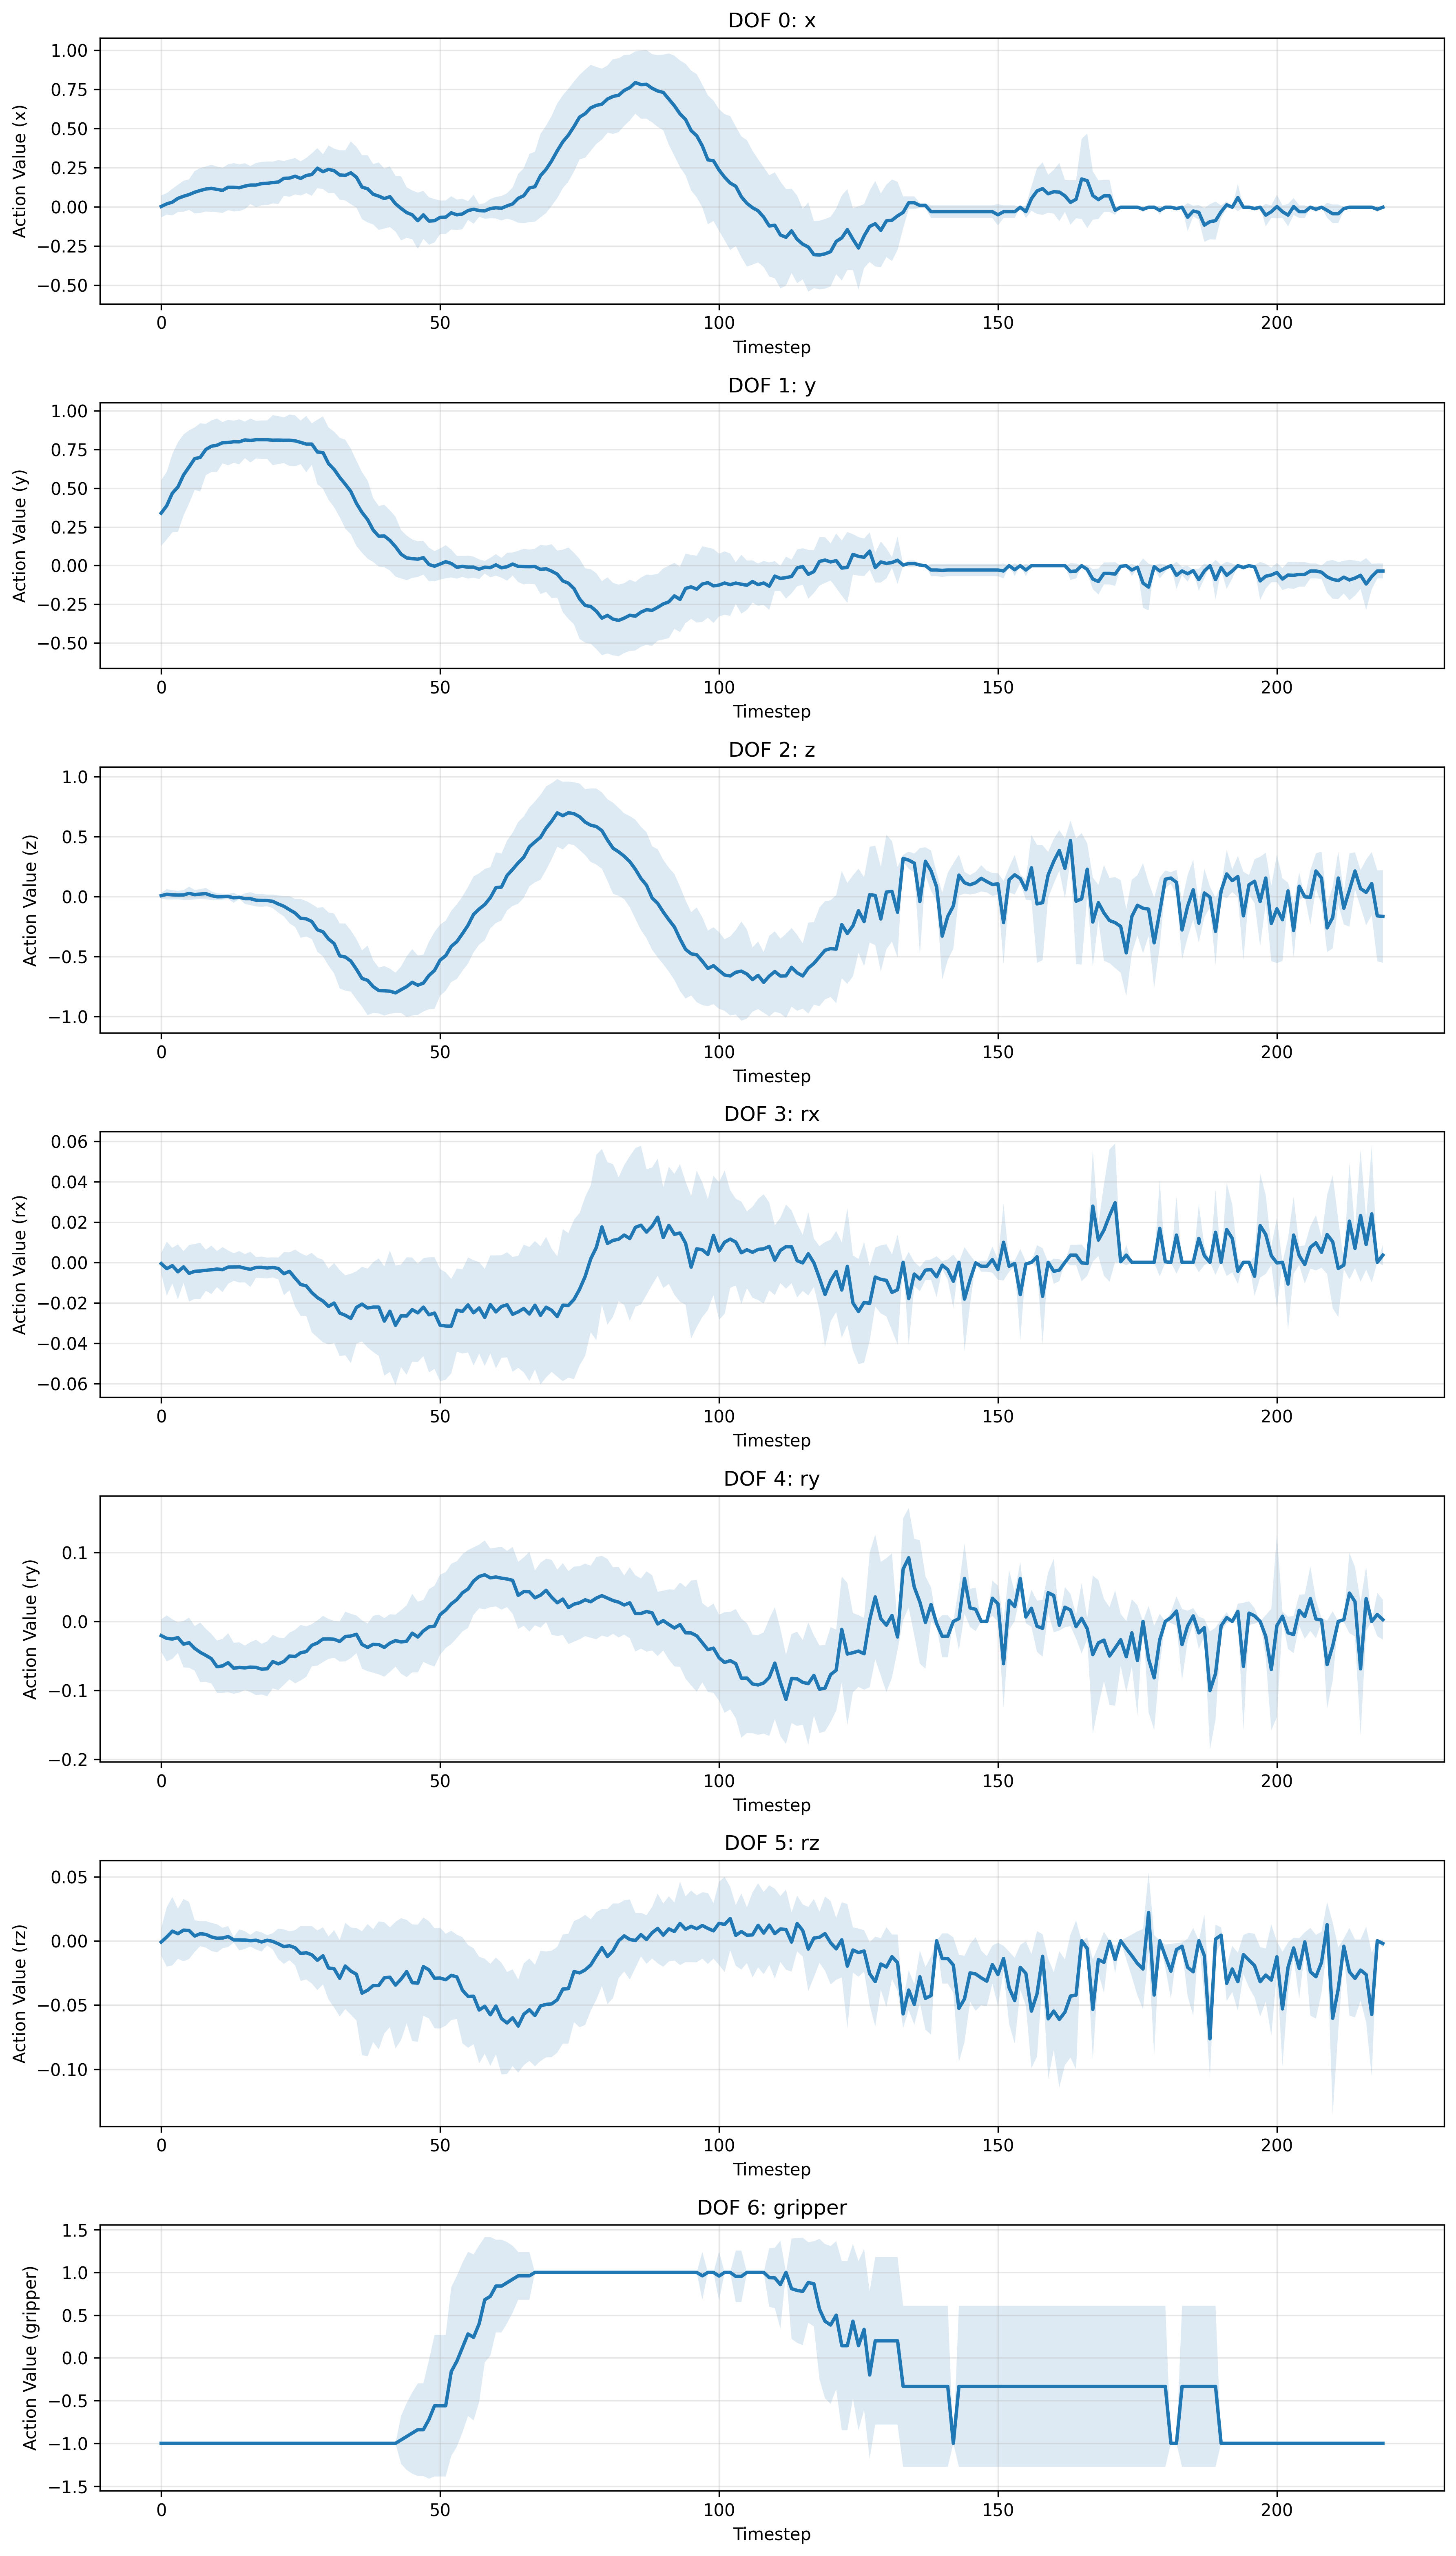 DOF 0: x
Action Value (x)
1.00
0.75
0.50
0.25
0.00
−0.25
−0.50
0 50 100 150 200
Timestep
DOF 1: y
Action Value (y)
1.00
0.75
0.50
0.25
0.00
−0.25
−0.50
0 50 100 150 200
Timestep
DOF 2: z
Action Value (z)
1.0
0.5
0.0
−0.5
−1.0
0 50 100 150 200
Timestep
DOF 3: rx
Action Value (rx)
0.06
0.04
0.02
0.00
−0.02
−0.04
−0.06
0 50 100 150 200
Timestep
DOF 4: ry
Action Value (ry)
0.1
0.0
−0.1
−0.2
0 50 100 150 200
Timestep
DOF 5: rz
Action Value (rz)
0.05
0.00
−0.05
−0.10
0 50 100 150 200
Timestep
DOF 6: gripper
Action Value (gripper)
1.5
1.0
0.5
0.0
−0.5
−1.0
−1.5
0 50 100 150 200
Timestep